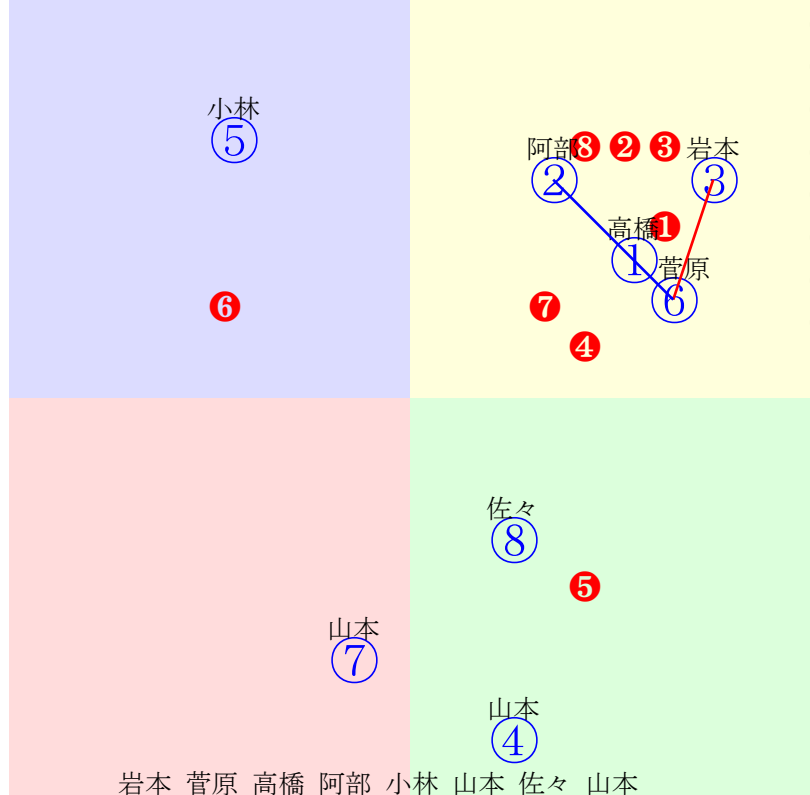 小林
⑤
阿部
❽ ❷ ❸
岩本
② ③
高橋
❶
①
菅原
⑥
❻ ❼
❹
佐々
⑧
❺
山本
⑦
山本
④
岩本 菅原 高橋 阿部 小林 山本 佐々 山本